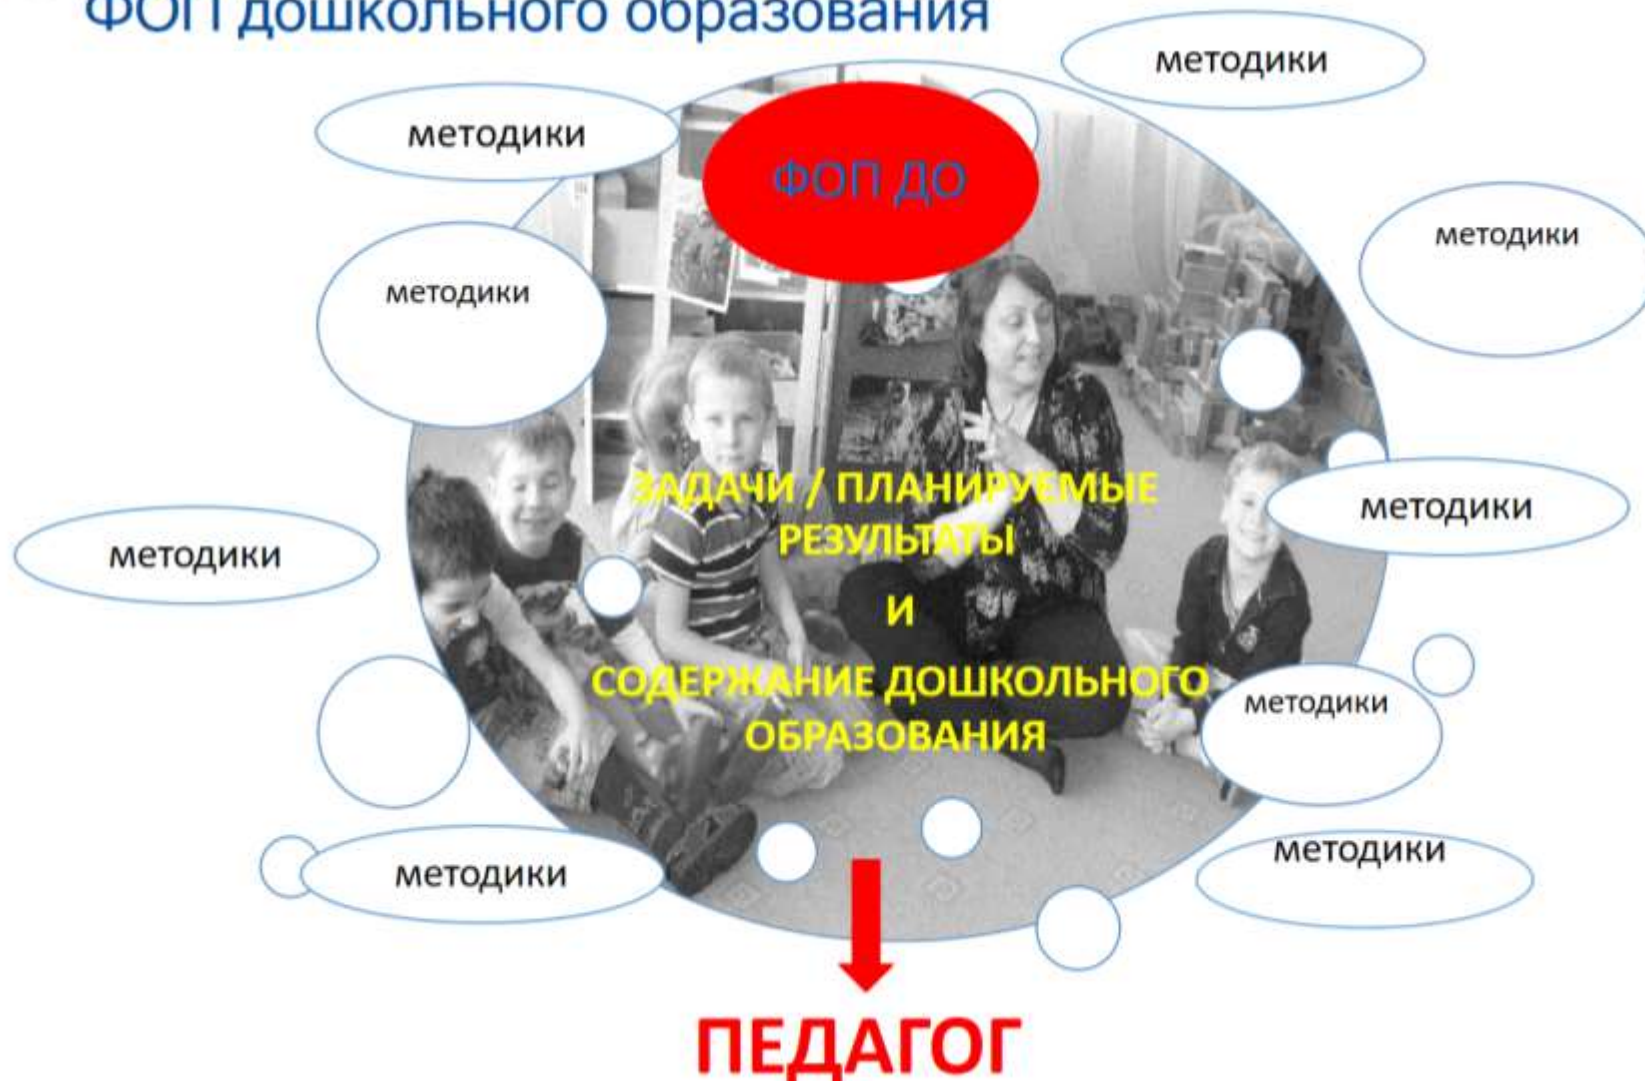 ФОП дошкольного образования
методики
методики
ФОП ДО
методики
методики
ЗАДАЧИ / ПЛАНИРУЕМЫЕ
РЕЗУЛЬТАТЫ
И
СОДЕРЖАНИЕ ДОШКОЛЬНОГО
ОБРАЗОВАНИЯ
методики
методики
методики
методики
методики
ПЕДАГОГ